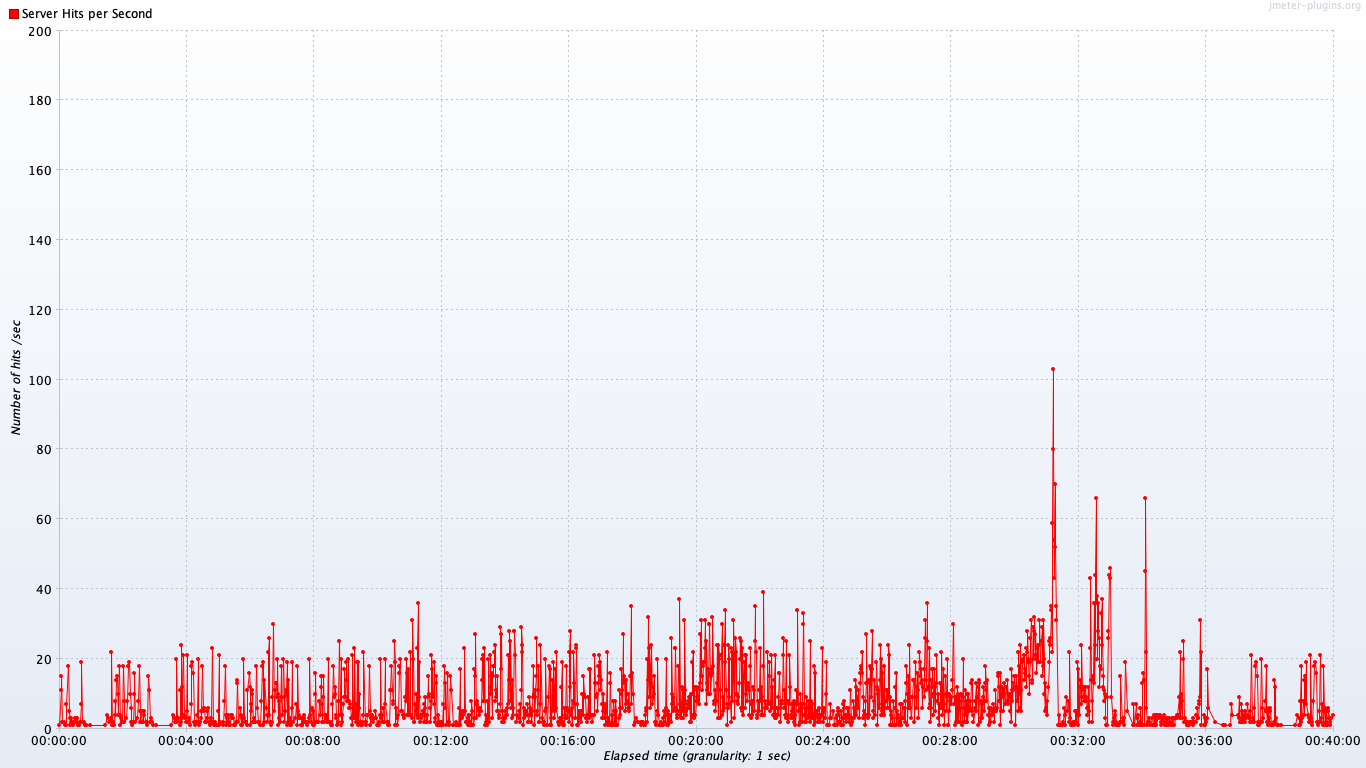 Server Hits per Second
jmeter-plugins.org
200
180
160
140
120
100
80
60
40
20
0
Number of hits /sec
00:00:00 00:04:00 00:08:00 00:12:00 00:16:00 00:20:00 00:24:00 00:28:00 00:32:00 00:36:00 00:40:00
Elapsed time (granularity: 1 sec)